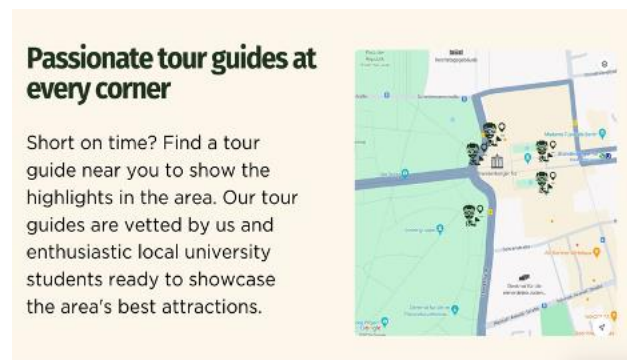 Passionate tour guides at
every corner
Short on time? Find a tour
guide near you to show the
highlights in the area. Our tour
guides are vetted by us and
enthusiastic local university
students ready to showcase
the area's best attractions.